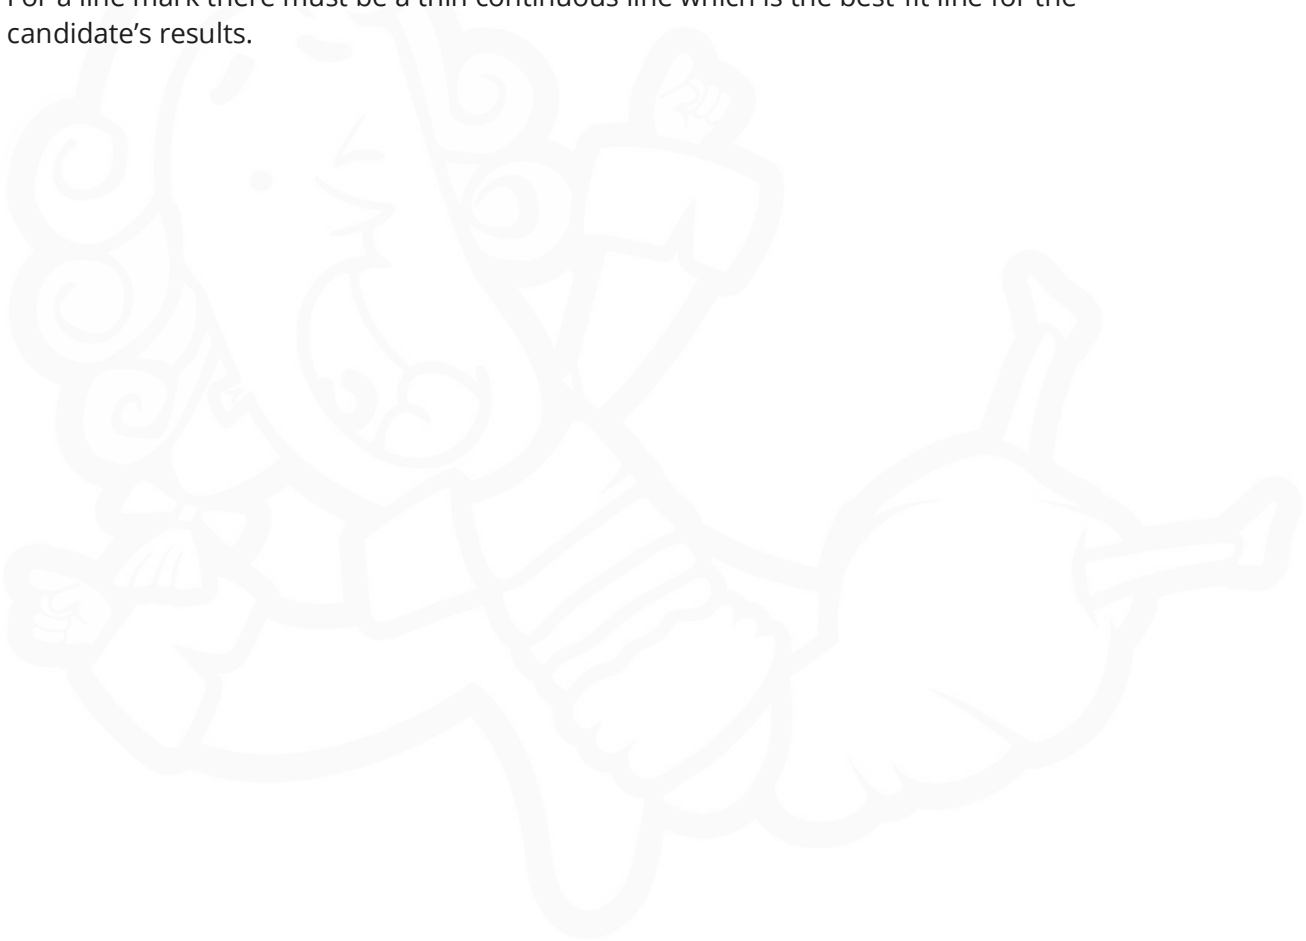 For a line mark there must be a thin continuous line which is the best-fit line for the
candidate’s results.